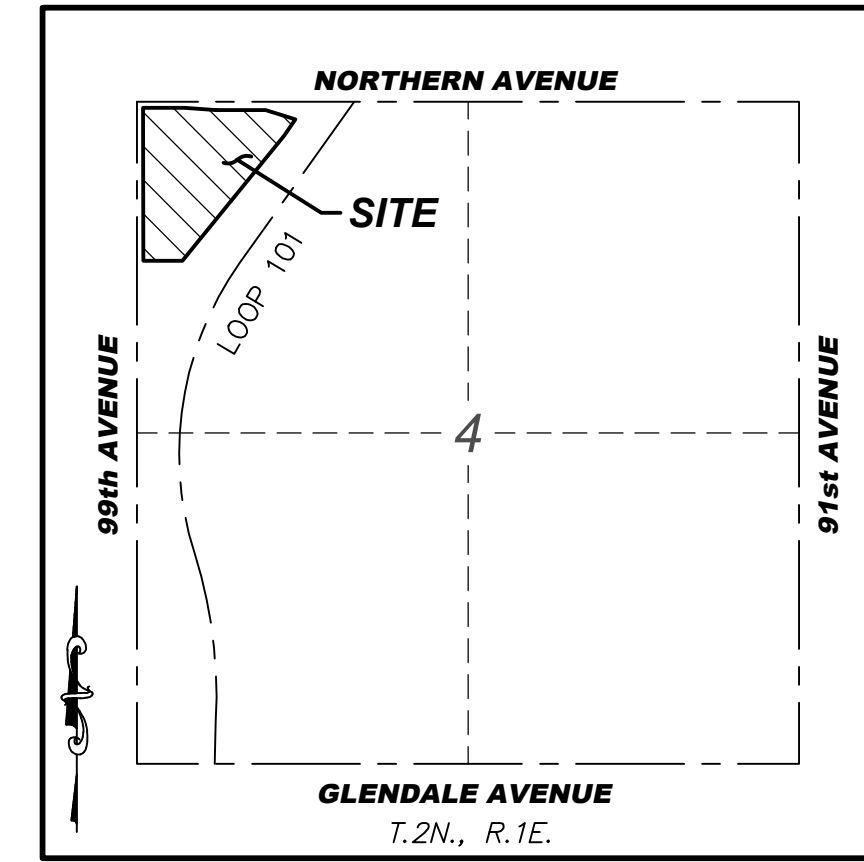 NORTHERN AVENUE
SITE
LOOP 101
99th AVENUE
4
91st AVENUE
GLENDALE AVENUE
T.2N., R.1E.